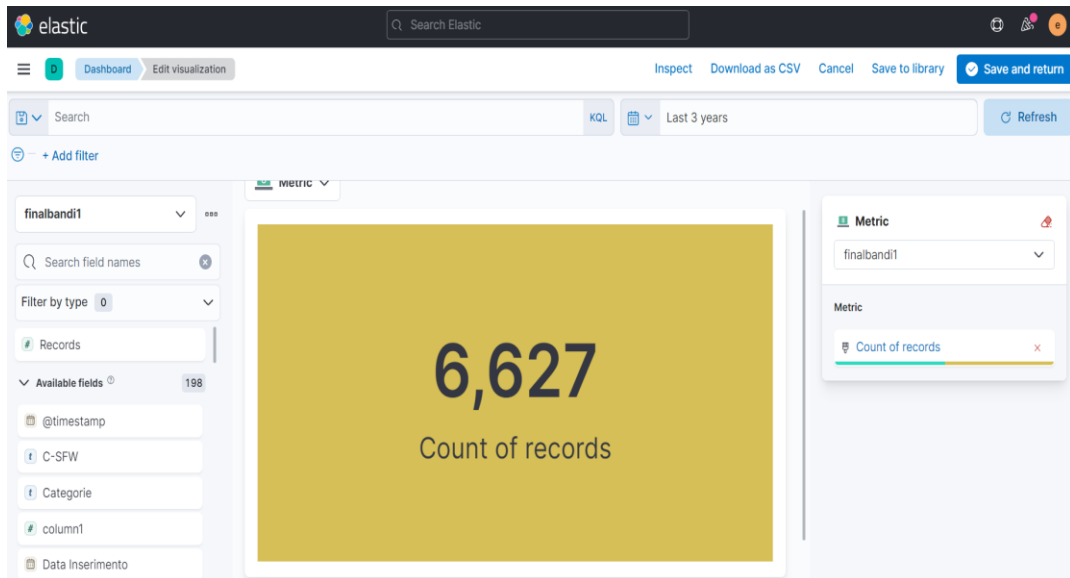 elastic
Search Elastic
e
D Dashboard Edit visualization Inspect Download as CSV Cancel Save to library Save and return
Search KQL Last 3 years Refresh
+ Add filter
finalbandi1
Search field names
Filter by type 0
# Records
Available fields 198
@timestamp
t C-SFW
t Categorie
# column1
Data Inserimento
Metric
6,627
Count of records
Metric
finalbandi1
Metric
Count of records ×